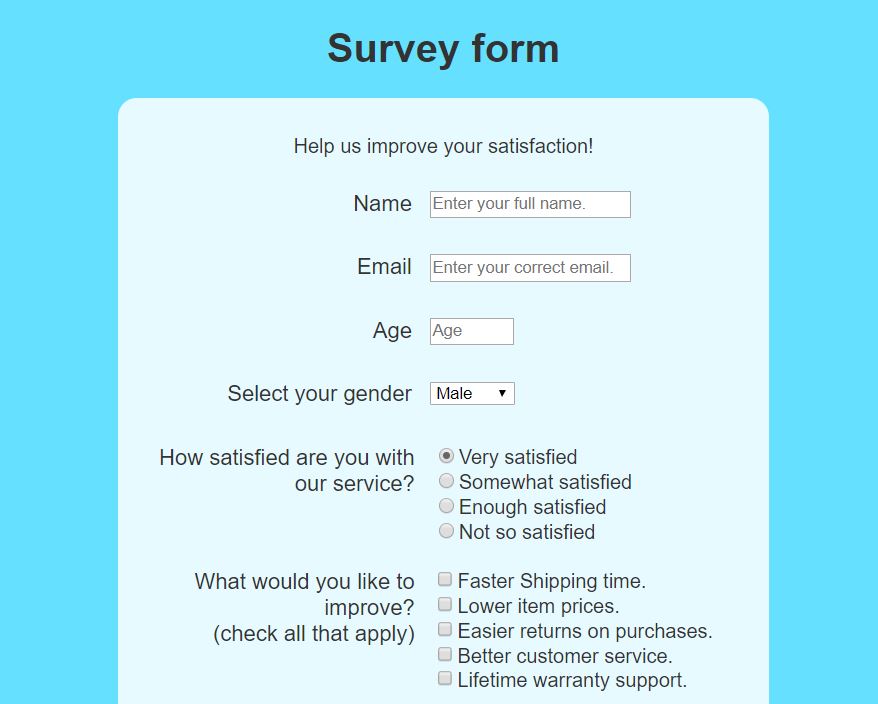 Survey form
Help us improve your satisfaction!
Name Enter your full name.
Email Enter your correct email.
Age Age
Select your gender Male
How satisfied are you with
our service?
Very satisfied
Somewhat satisfied
Enough satisfied
Not so satisfied
What would you like to
improve?
(check all that apply)
Faster Shipping time.
Lower item prices.
Easier returns on purchases.
Better customer service.
Lifetime warranty support.